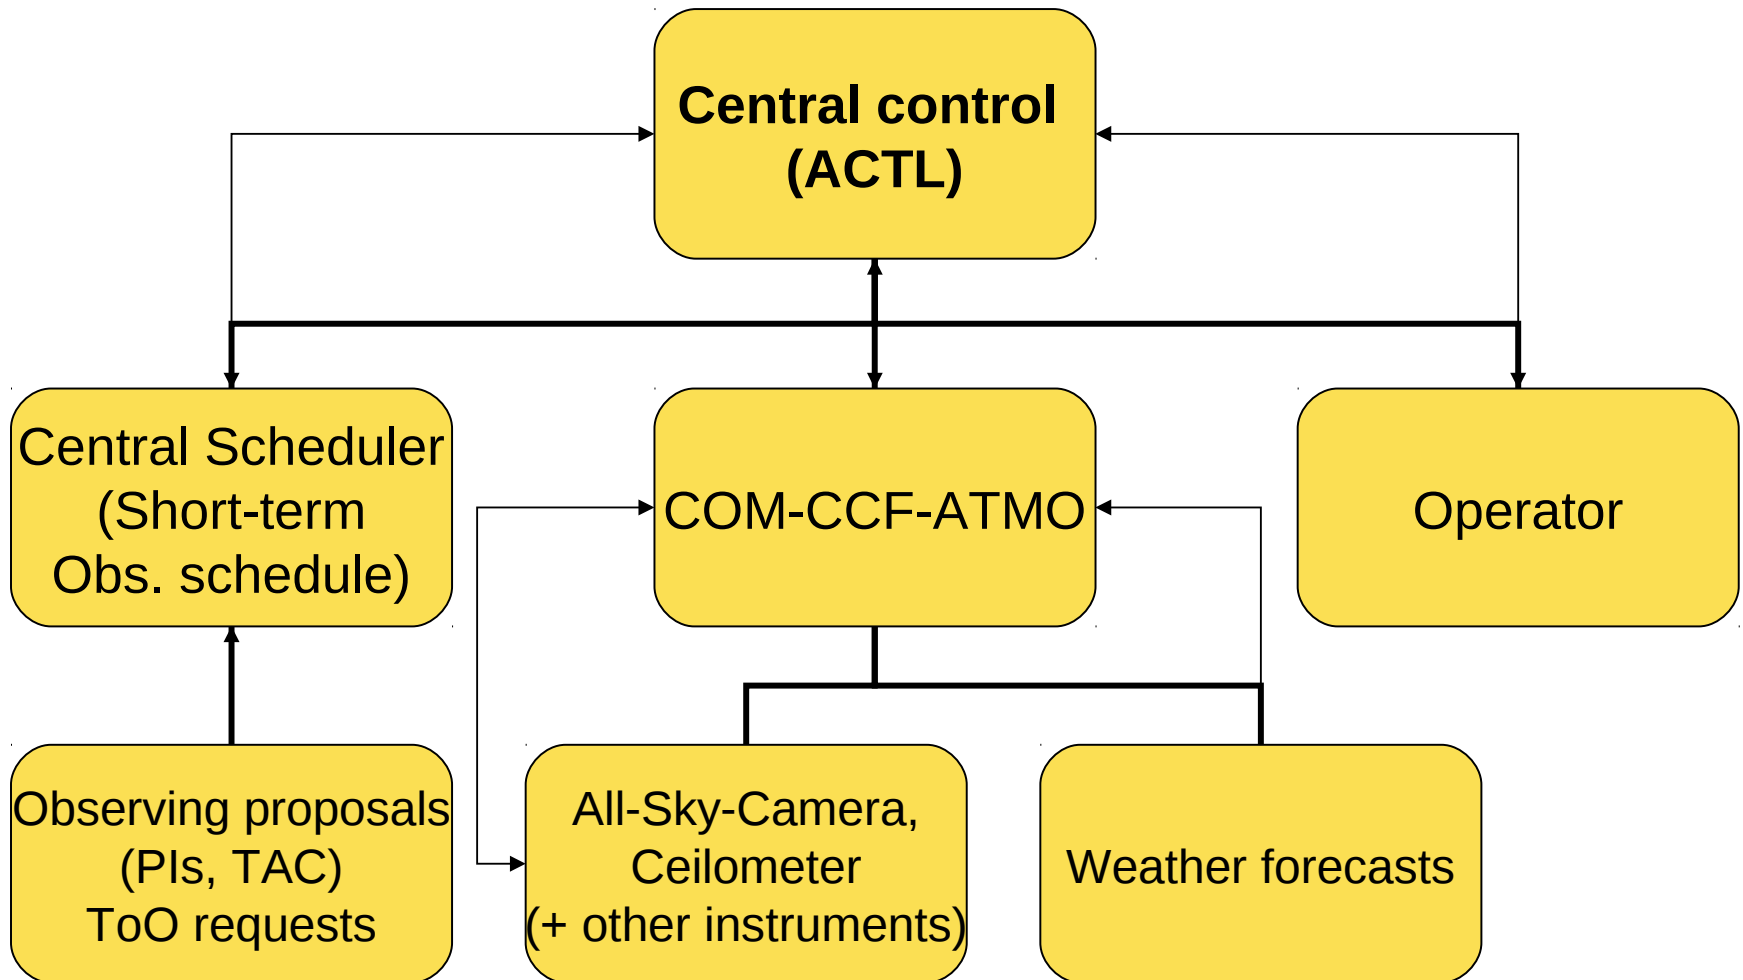 Central control
(ACTL)
Central Scheduler
(Short-term
Obs. schedule)
COM-CCF-ATMO
Operator
Observing proposals
(PIs, TAC)
ToO requests
All-Sky-Camera,
Ceilometer
(+ other instruments)
Weather forecasts